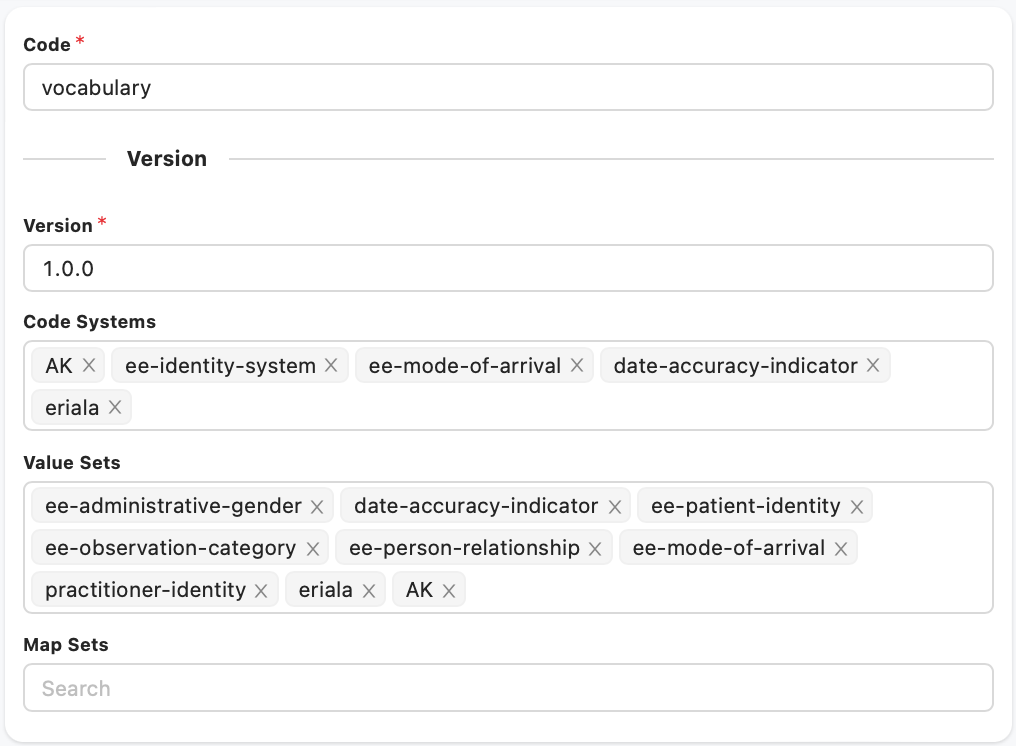 Code *
vocabulary
Version
Version *
1.0.0
Code Systems
AK ee-identity-system ee-mode-of-arrival date-accuracy-indicator
eriala
Value Sets
ee-administrative-gender date-accuracy-indicator ee-patient-identity
ee-observation-category ee-person-relationship ee-mode-of-arrival
practitioner-identity eriala AK
Map Sets
Search